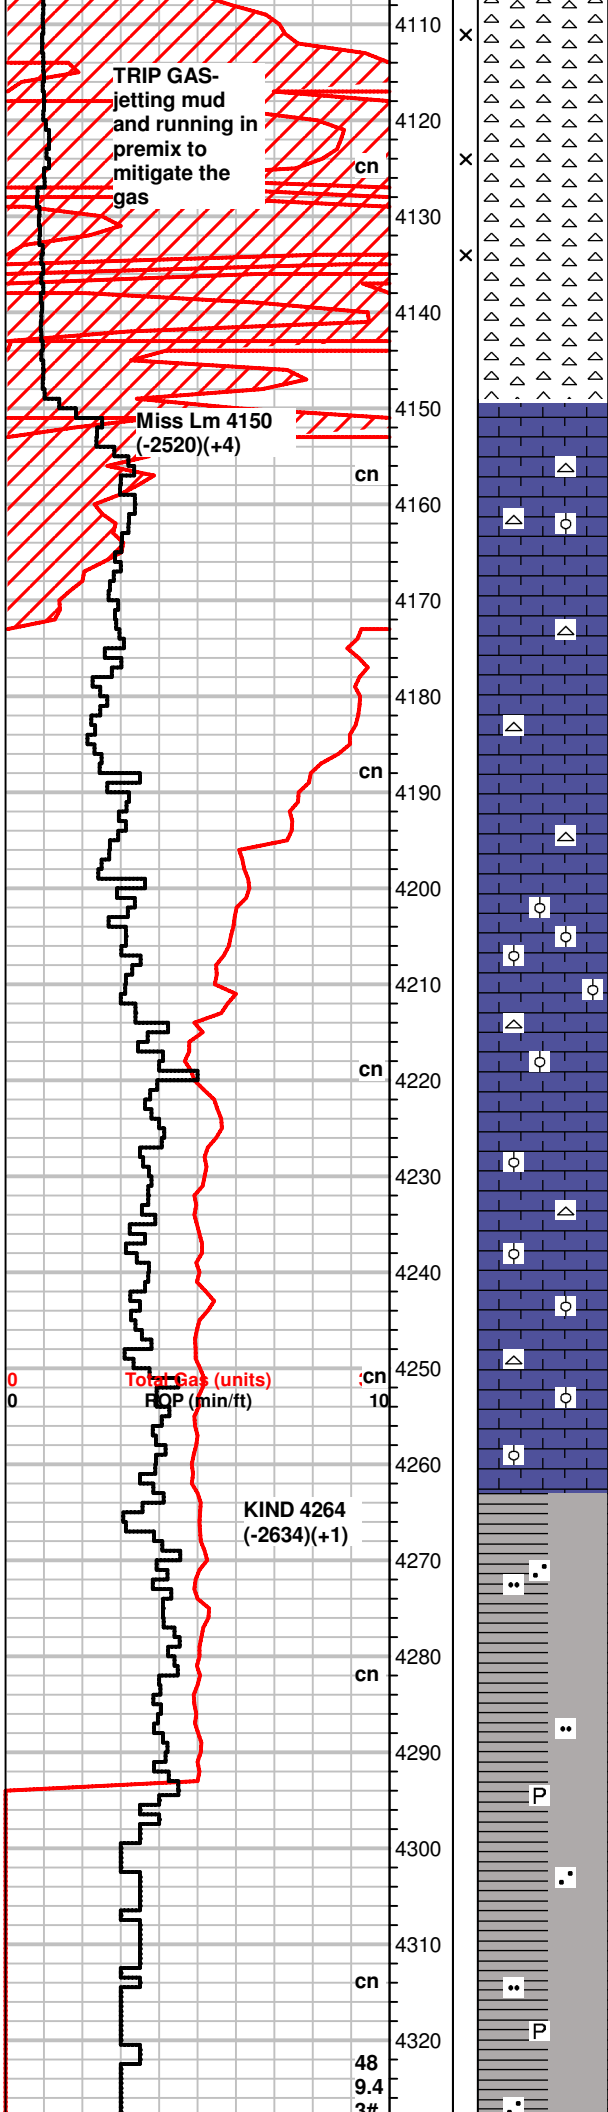 4110
TRIP GAS-
jetting mud
and running in
premix to
mitigate the
gas
4120
cn
4130
4140
4150
Miss Lm 4150
(-2520)(+4)
cn
4160
4170
4180
cn
4190
4200
4210
cn
4220
4230
4240
4250
0 Total Gas (units) cn
0 ROP (min/ft) 10
4260
KIND 4264
(-2634)(+1)
4270
4280
cn
4290
P
4300
4310
cn
P
4320
48
9.4
3#